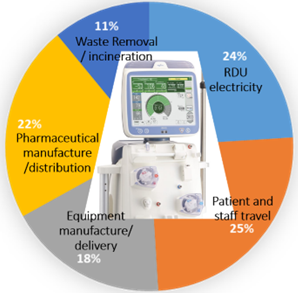 11%
Waste Removal
/ incineration
24%
RDU
electricity
22%
Pharmaceutical
manufacture
/distribution
Patient and
staff travel
25%
Equipment
manufacture/
delivery
18%